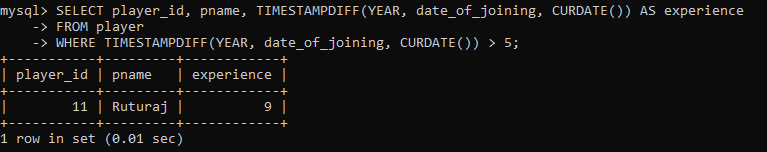 mysql> SELECT player_id, pname, TIMESTAMPDIFF(YEAR, date_of_joining, CURDATE()) AS experience
    -> FROM player
    -> WHERE TIMESTAMPDIFF(YEAR, date_of_joining, CURDATE()) > 5;
+-----------+---------+------------+
| player_id | pname   | experience |
+-----------+---------+------------+
|        11 | Ruturaj |          9 |
+-----------+---------+------------+
1 row in set (0.01 sec)